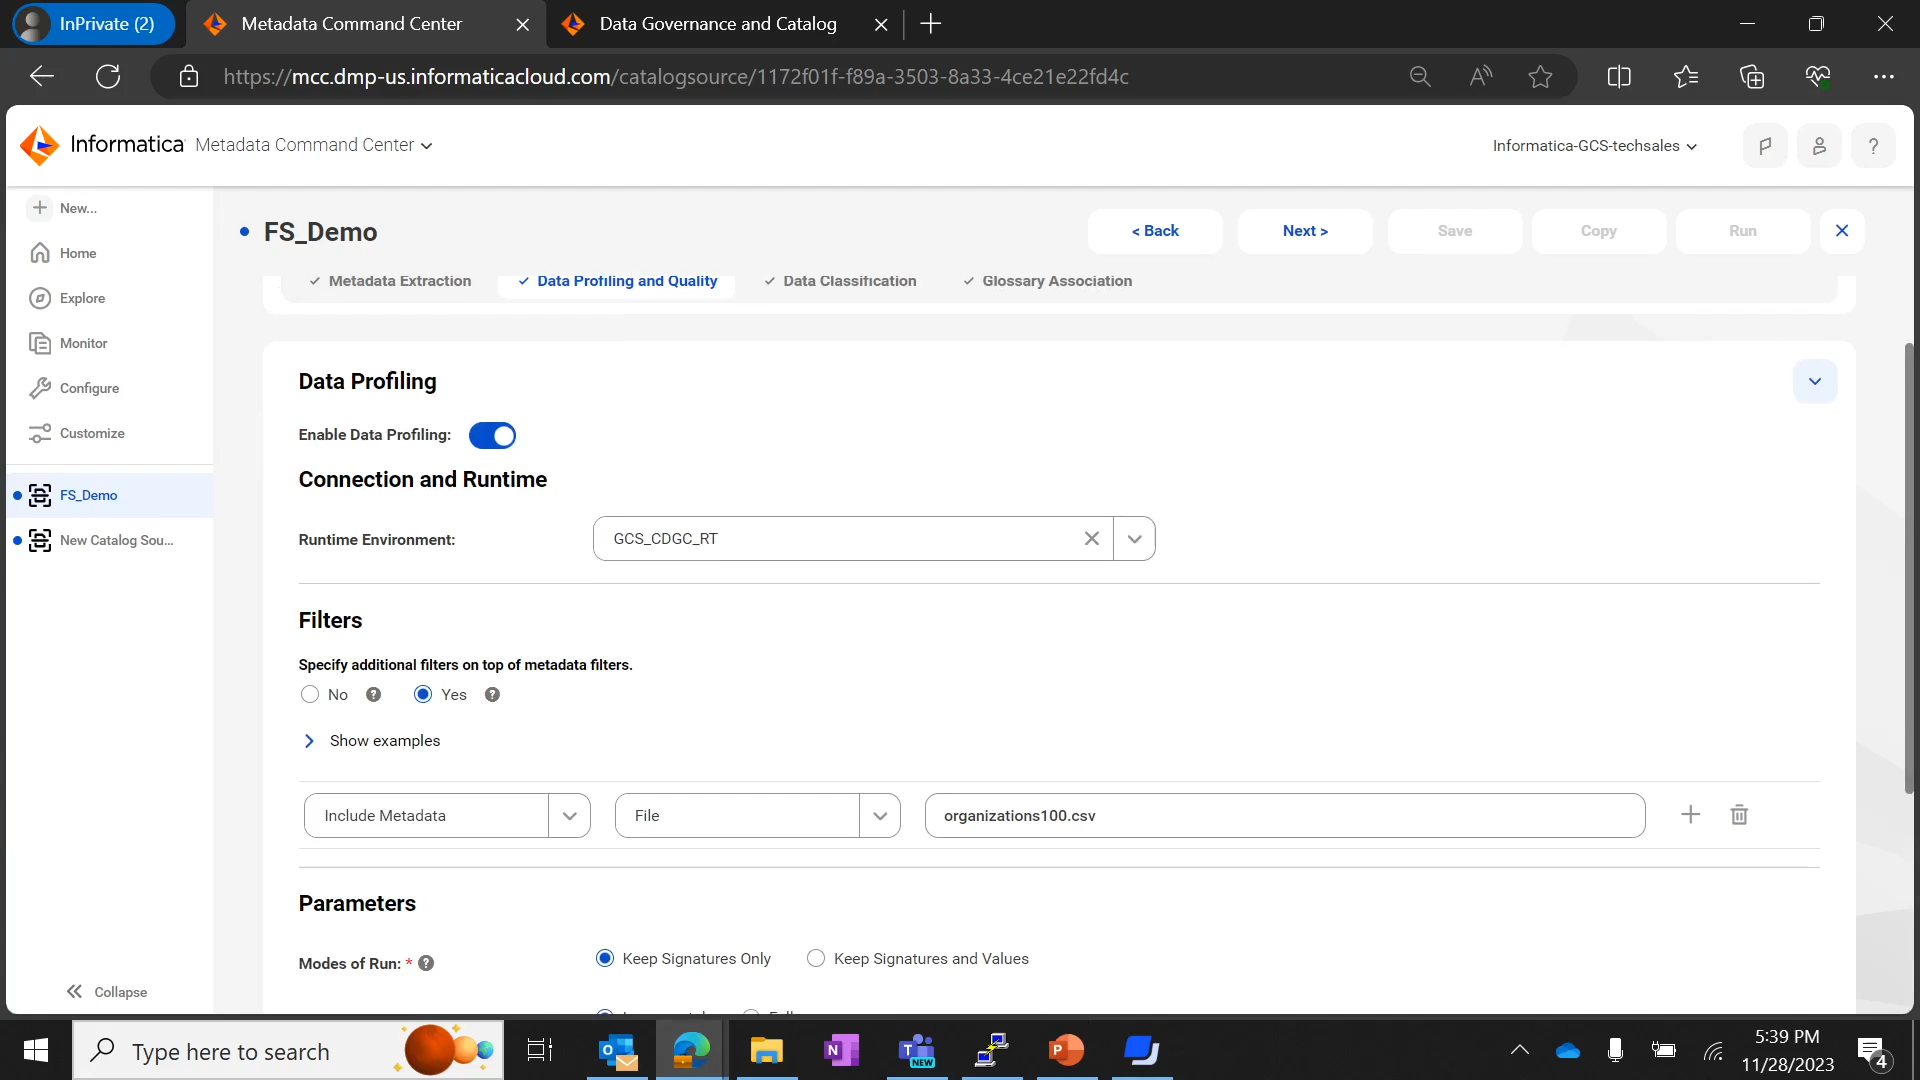 InPrivate (2)
Metadata Command Center
Data Governance and Catalog
https://mcc.dmp-us.informaticacloud.com/catalogsource/1172f01f-f89a-3503-8a33-4ce21e22fd4c
Informatica Metadata Command Center
Informatica-GCS-techsales
?
New...
Home
Explore
Monitor
Configure
Customize
FS_Demo
New Catalog Sou...
Collapse
FS_Demo
< Back
Next >
Save
Copy
Run
Metadata Extraction
Data Profiling and Quality
Data Classification
Glossary Association
Data Profiling
Enable Data Profiling:
Connection and Runtime
Runtime Environment:
GCS_CDGC_RT
Filters
Specify additional filters on top of metadata filters.
No ?
Yes ?
Show examples
Include Metadata
File
organizations100.csv
Parameters
Modes of Run: * ?
Keep Signatures Only
Keep Signatures and Values
Type here to search
NEW
5:39 PM
11/28/2023
4